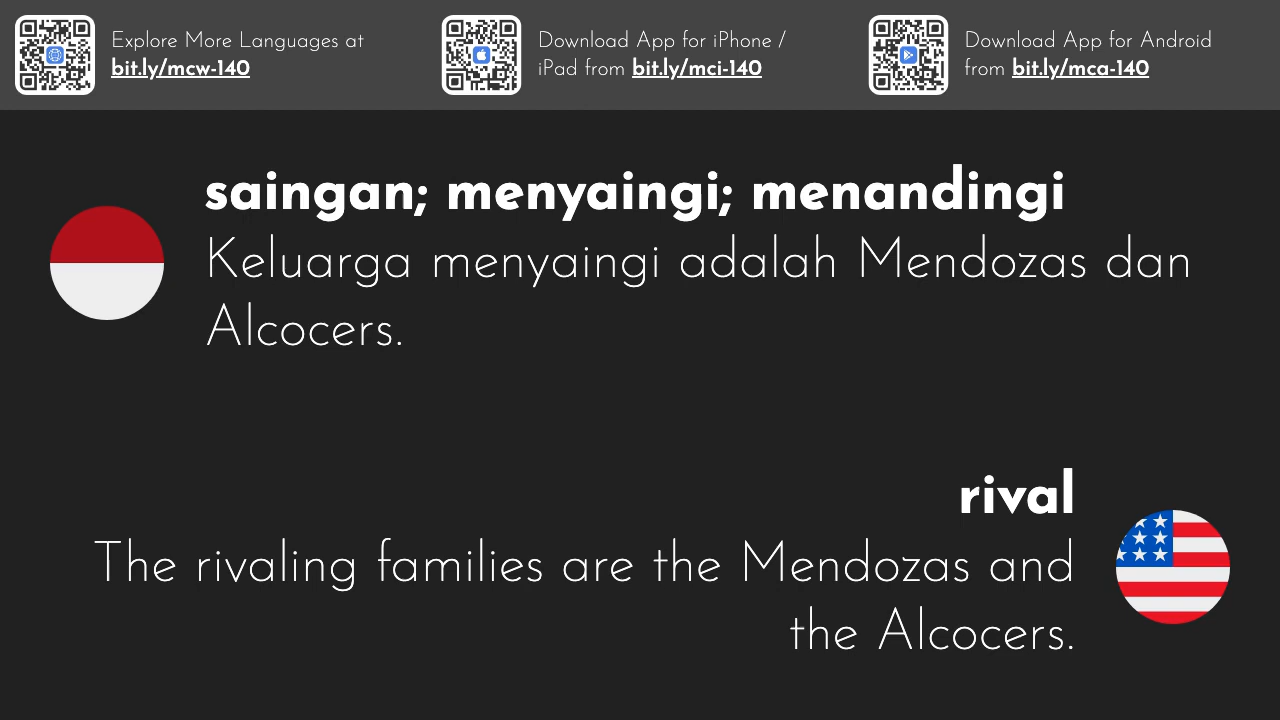 Explore More Languages at
bit.ly/mcw-140
Download App for iPhone /
iPad from bit.ly/mci-140
Download App for Android
from bit.ly/mca-140
saingan; menyaingi; menandingi
Keluarga menyaingi adalah Mendozas dan
Alcocers.
rival
The rivaling families are the Mendozas and
the Alcocers.